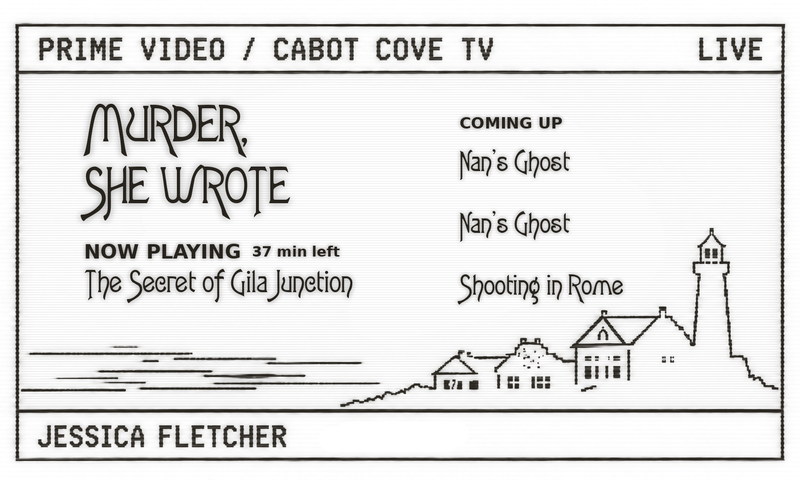 PRIME VIDEO / CABOT COVE TV LIVE
MURDER,
SHE WROTE
NOW PLAYING 37 min left
The Secret of Gila Junction
COMING UP
Nan's Ghost
Nan's Ghost
Shooting in Rome
JESSICA FLETCHER